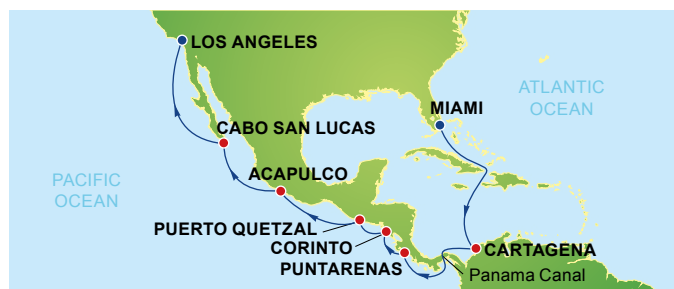 LOS ANGELES
ATLANTIC
OCEAN
MIAMI
CABO SAN LUCAS
ACAPULCO
PACIFIC
OCEAN
PUERTO QUETZAL
CORINTO
CARTAGENA
PUNTARENAS
Panama Canal